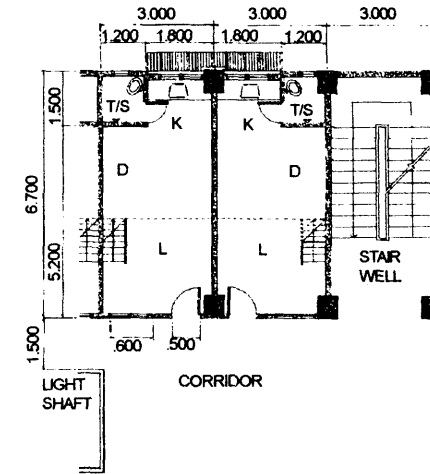 3.000 3.000 3.000
1.200 1.800 1.800 1.200
1.500
T/S T/S
K K
D D
6.700
5.200
L L
STAIR
WELL
1.500
.600 .500
LIGHT
SHAFT
CORRIDOR